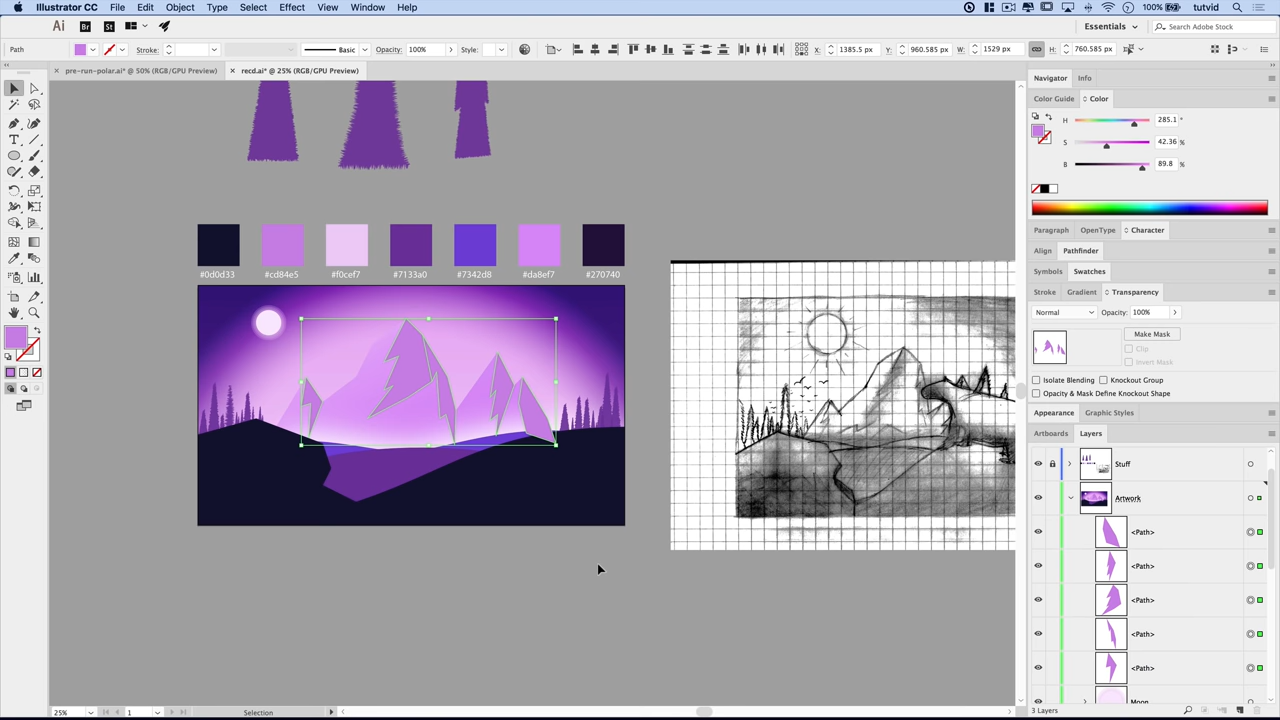 Illustrator CC File Edit Object Type Select Effect View Window Help 100% tutvid
Ai Br St Essentials Search Adobe Stock
Path Stroke: Basic Opacity: 100% Style: X: 1385.5 px Y: 960.585 px W: 1529 px H: 760.585 px
× pre-run-polar.ai* @ 50% (RGB/GPU Preview) × recd.ai* @ 25% (RGB/GPU Preview)
Navigator Info
Color Guide Color
H 285.1 °
S 42.36 %
B 89.8 %
Paragraph OpenType Character
Align Pathfinder
Symbols Swatches
Stroke Gradient Transparency
Normal Opacity: 100%
Make Mask
Clip
Invert Mask
Isolate Blending Knockout Group
Opacity & Mask Define Knockout Shape
Appearance Graphic Styles
Artboards Layers
Stuff
Artwork
<Path>
<Path>
<Path>
<Path>
<Path>
Moon
3 Layers
#0d0d33 #cd84e5 #f0cef7 #7133a0 #7342d8 #da8ef7 #270740
25% 1 Selection